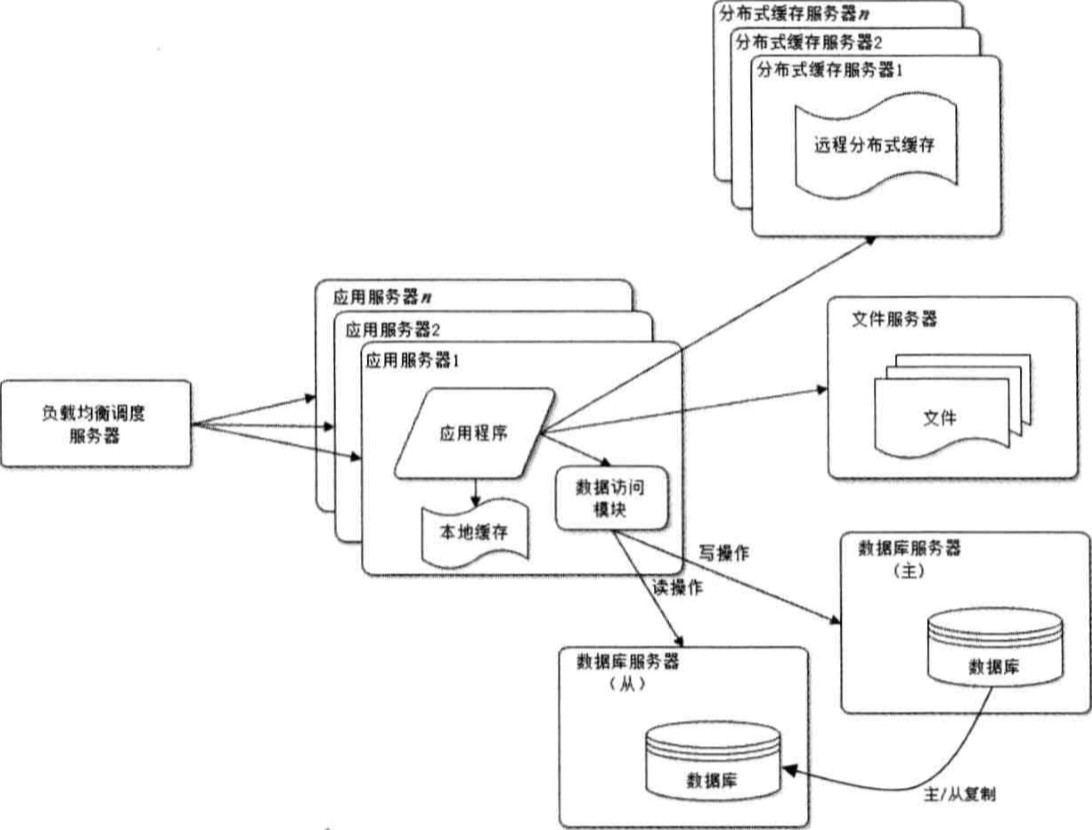 分布式缓存服务器n
分布式缓存服务器2
分布式缓存服务器1
远程分布式缓存
应用服务器n
应用服务器2
应用服务器1
负载均衡调度
服务器
应用程序
本地缓存
数据访问
模块
文件服务器
文件
写操作
读操作
数据库服务器
（主）
数据库
数据库服务器
（从）
数据库
主/从复制